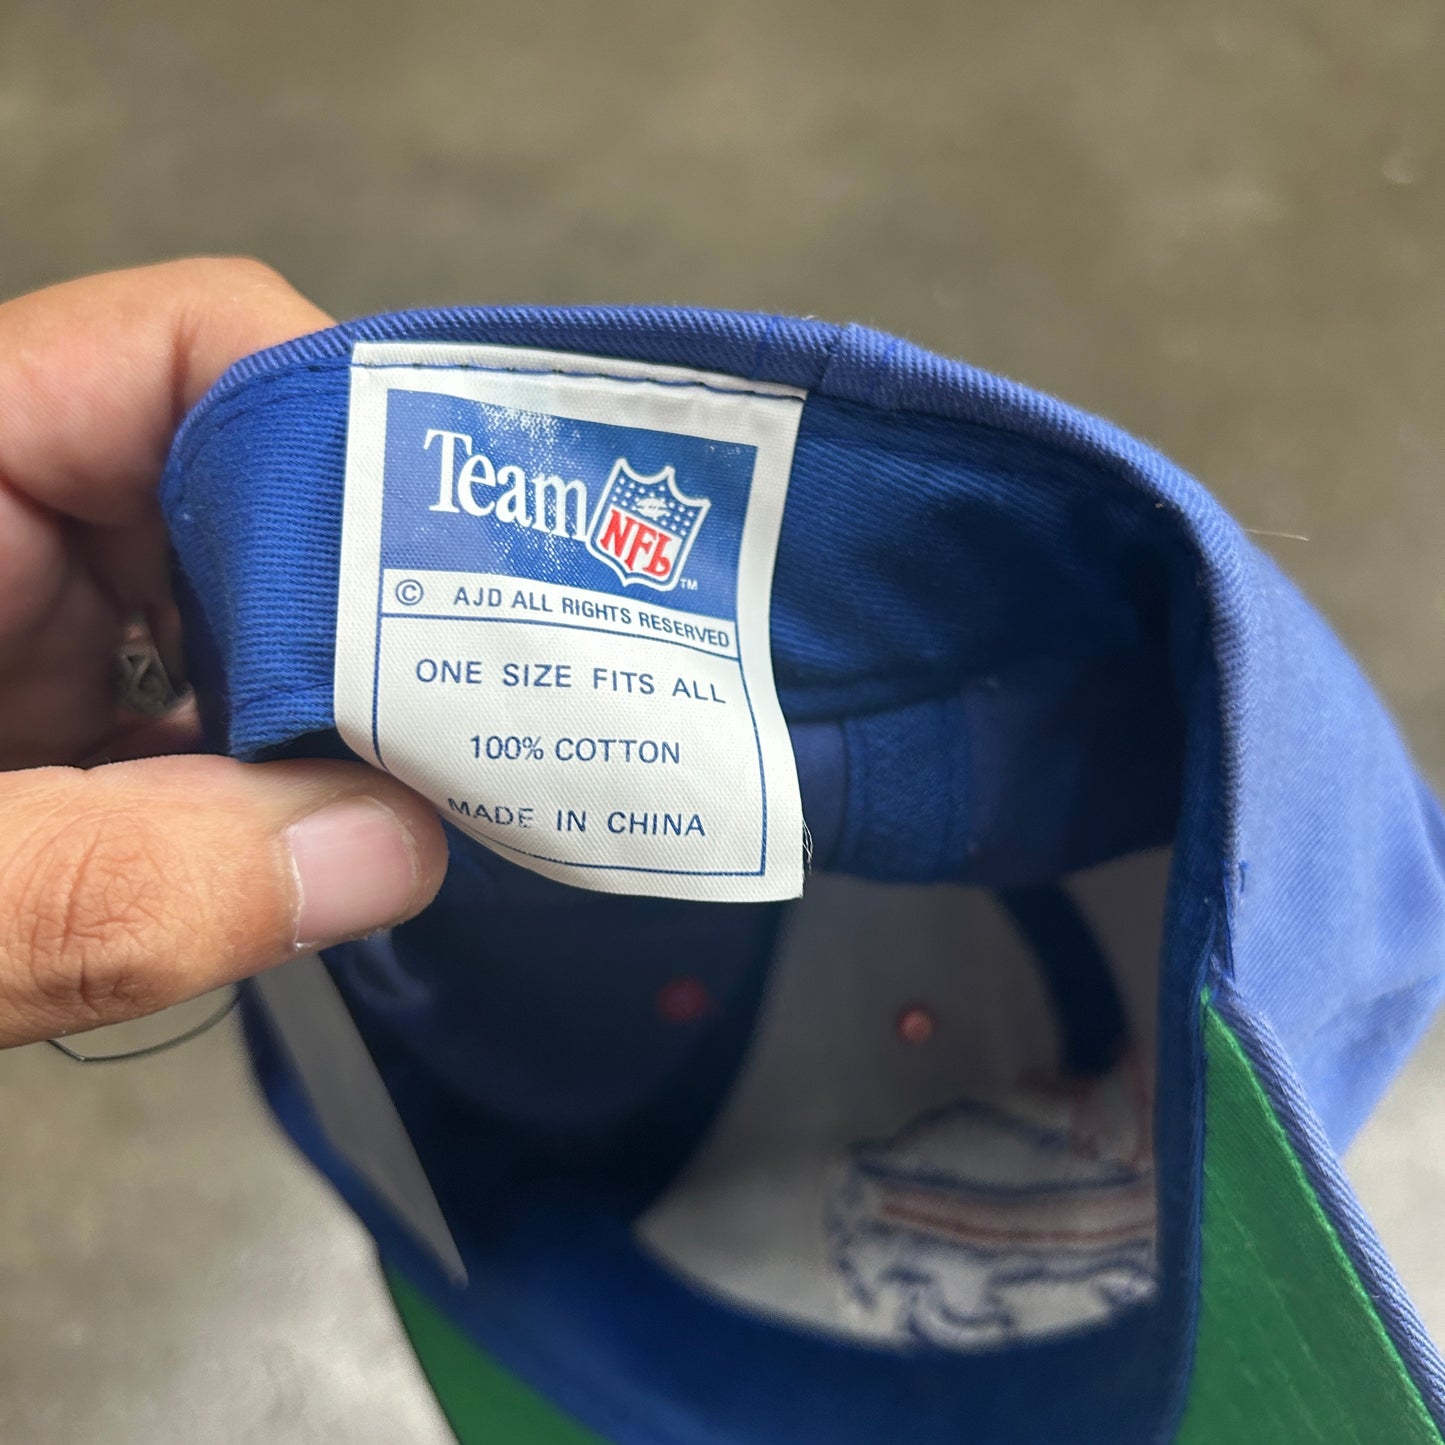 Team NFL ™
© AJD ALL RIGHTS RESERVED
ONE SIZE FITS ALL
100% COTTON
MADE IN CHINA